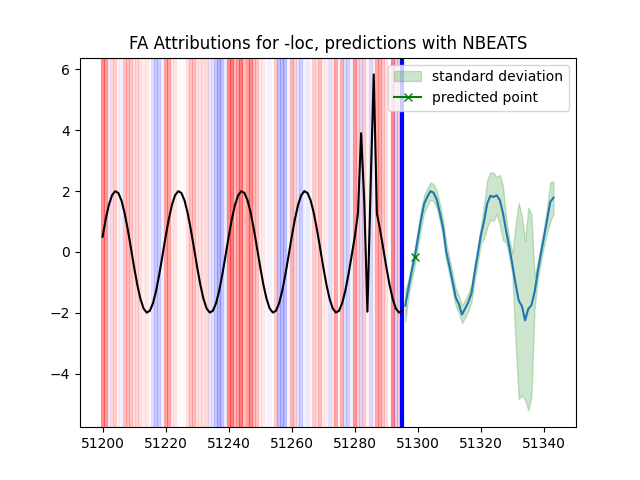 FA Attributions for -loc, predictions with NBEATS
standard deviation
predicted point
6
4
2
0
−2
−4
51200 51220 51240 51260 51280 51300 51320 51340